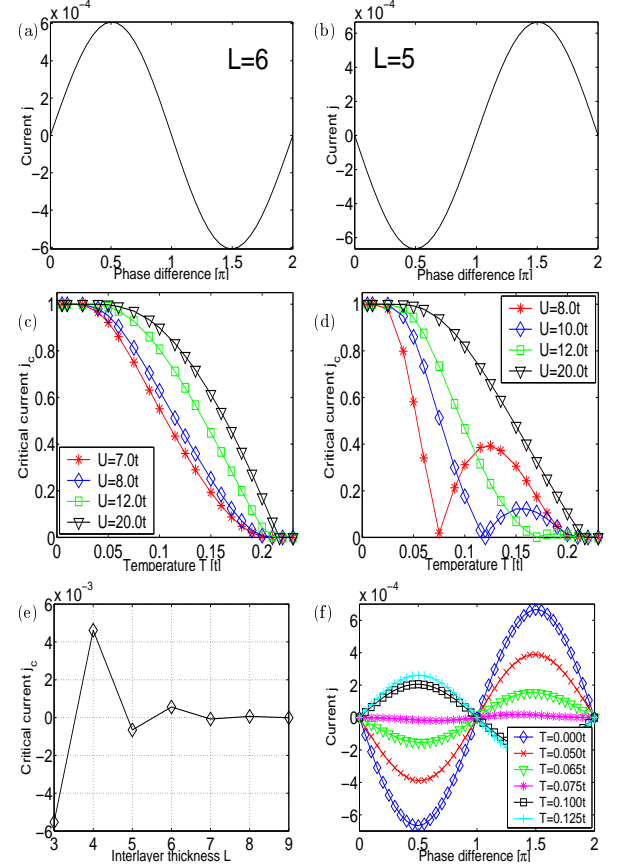 (a)
x 10⁻⁴
L=6
Current j
6
4
2
0
−2
−4
−6
0 0.5 1 1.5 2
Phase difference [π]
(b)
x 10⁻⁴
L=5
Current j
6
4
2
0
−2
−4
−6
0 0.5 1 1.5 2
Phase difference [π]
(c)
Critical current j_c
1
0.8
0.6
0.4
0.2
0
U=7.0t
U=8.0t
U=12.0t
U=20.0t
0 0.05 0.1 0.15 0.2
Temperature T [t]
(d)
Critical current j_c
1
0.8
0.6
0.4
0.2
0
U=8.0t
U=10.0t
U=12.0t
U=20.0t
0 0.05 0.1 0.15 0.2
Temperature T [t]
(e)
x 10⁻³
Critical current j_c
6
4
2
0
−2
−4
−6
3 4 5 6 7 8 9
Interlayer thickness L
(f)
x 10⁻⁴
Current j
6
4
2
0
−2
−4
−6
T=0.000t
T=0.050t
T=0.065t
T=0.075t
T=0.100t
T=0.125t
0 0.5 1 1.5 2
Phase difference [π]